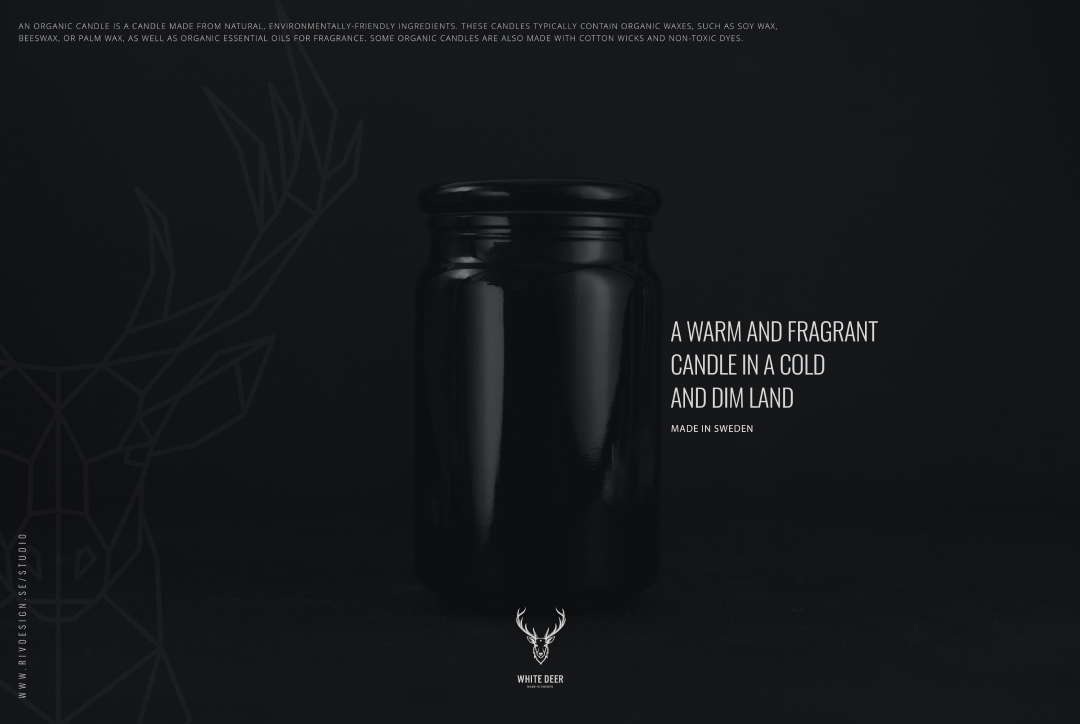 AN ORGANIC CANDLE IS A CANDLE MADE FROM NATURAL, ENVIRONMENTALLY-FRIENDLY INGREDIENTS. THESE CANDLES TYPICALLY CONTAIN ORGANIC WAXES, SUCH AS SOY WAX,
BEESWAX, OR PALM WAX, AS WELL AS ORGANIC ESSENTIAL OILS FOR FRAGRANCE. SOME ORGANIC CANDLES ARE ALSO MADE WITH COTTON WICKS AND NON-TOXIC DYES.
A WARM AND FRAGRANT
CANDLE IN A COLD
AND DIM LAND
MADE IN SWEDEN
WWW.RIVDESIGN.SE/STUDIO
WHITE DEER
MADE IN SWEDEN